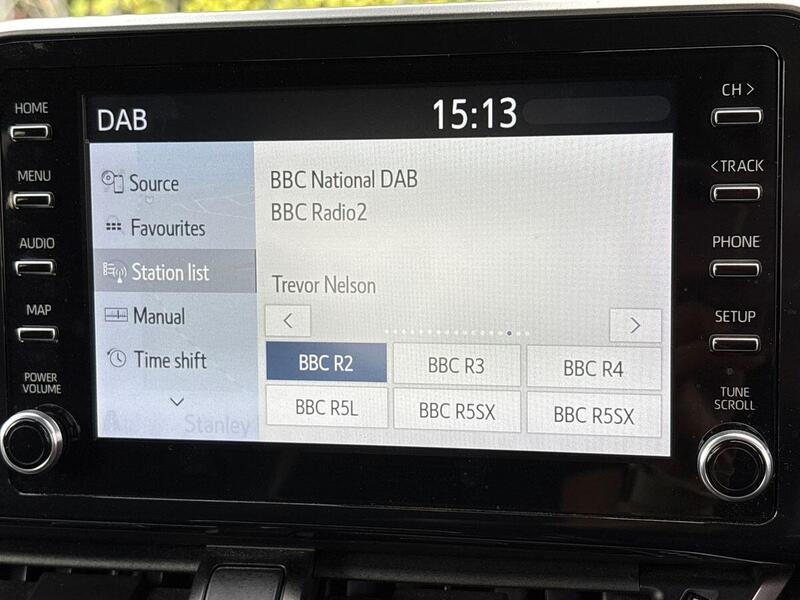 HOME
MENU
AUDIO
MAP
POWER
VOLUME
DAB
15:13
Source
Favourites
Station list
Manual
Time shift
Stanley
BBC National DAB
BBC Radio2
Trevor Nelson
<
>
BBC R2
BBC R3
BBC R4
BBC R5L
BBC R5SX
BBC R5SX
CH >
< TRACK
PHONE
SETUP
TUNE
SCROLL